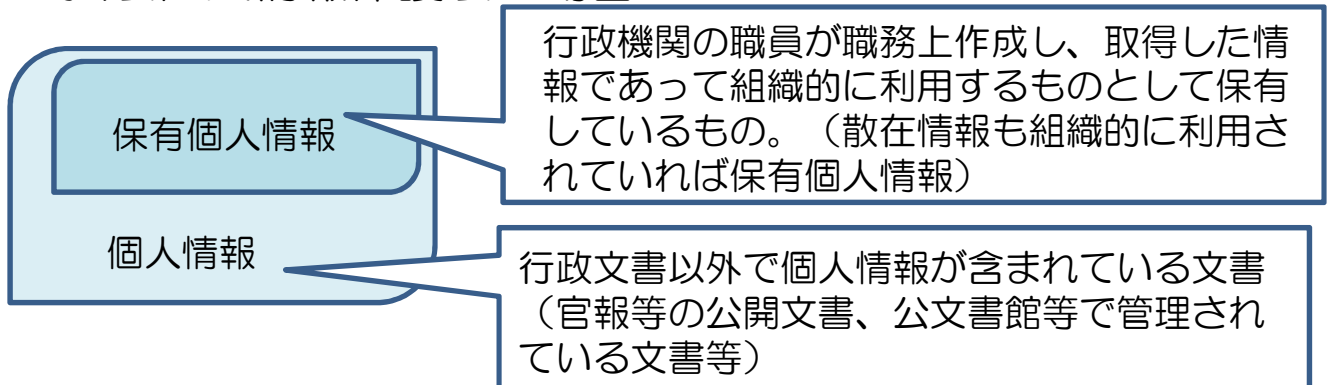 行政機関の職員が職務上作成し、取得した情
報であって組織的に利用するものとして保有
しているもの。（散在情報も組織的に利用さ
れていれば保有個人情報）
保有個人情報
個人情報
行政文書以外で個人情報が含まれている文書
（官報等の公開文書、公文書館等で管理され
ている文書等）